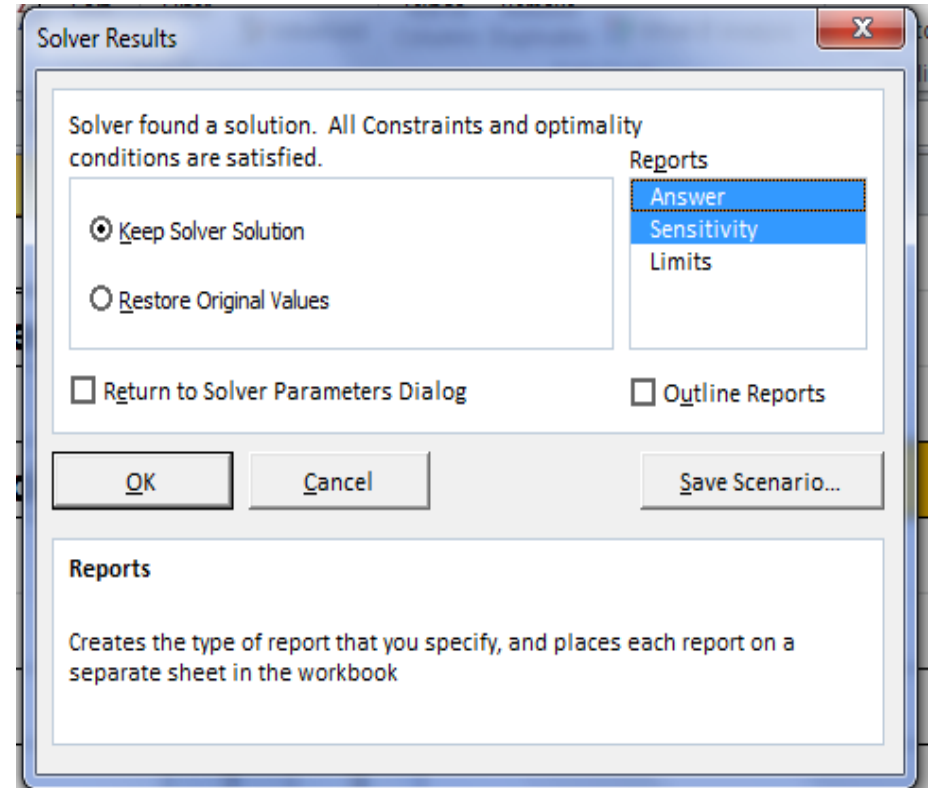 Solver Results
Solver found a solution. All Constraints and optimality
conditions are satisfied.
Reports
Answer
Sensitivity
Limits
Keep Solver Solution
Restore Original Values
Return to Solver Parameters Dialog
Outline Reports
OK
Cancel
Save Scenario...
Reports
Creates the type of report that you specify, and places each report on a
separate sheet in the workbook